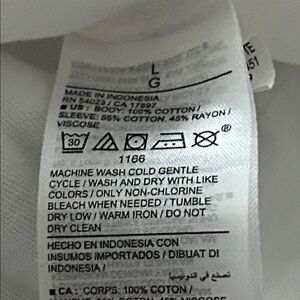 L
G
MADE IN INDONESIA
RN 54023 / CA 17897
■ US : BODY: 100% COTTON /
SLEEVE: 55% COTTON, 45% RAYON /
VISCOSE
30
1166
MACHINE WASH COLD GENTLE
CYCLE / WASH AND DRY WITH LIKE
COLORS / ONLY NON-CHLORINE
BLEACH WHEN NEEDED / TUMBLE
DRY LOW / WARM IRON / DO NOT
DRY CLEAN
HECHO EN INDONESIA CON
INSUMOS IMPORTADOS / DIBUAT DI
INDONESIA /
تصنع في اندونيسيا
■ CA : CORPS: 100% COTON /